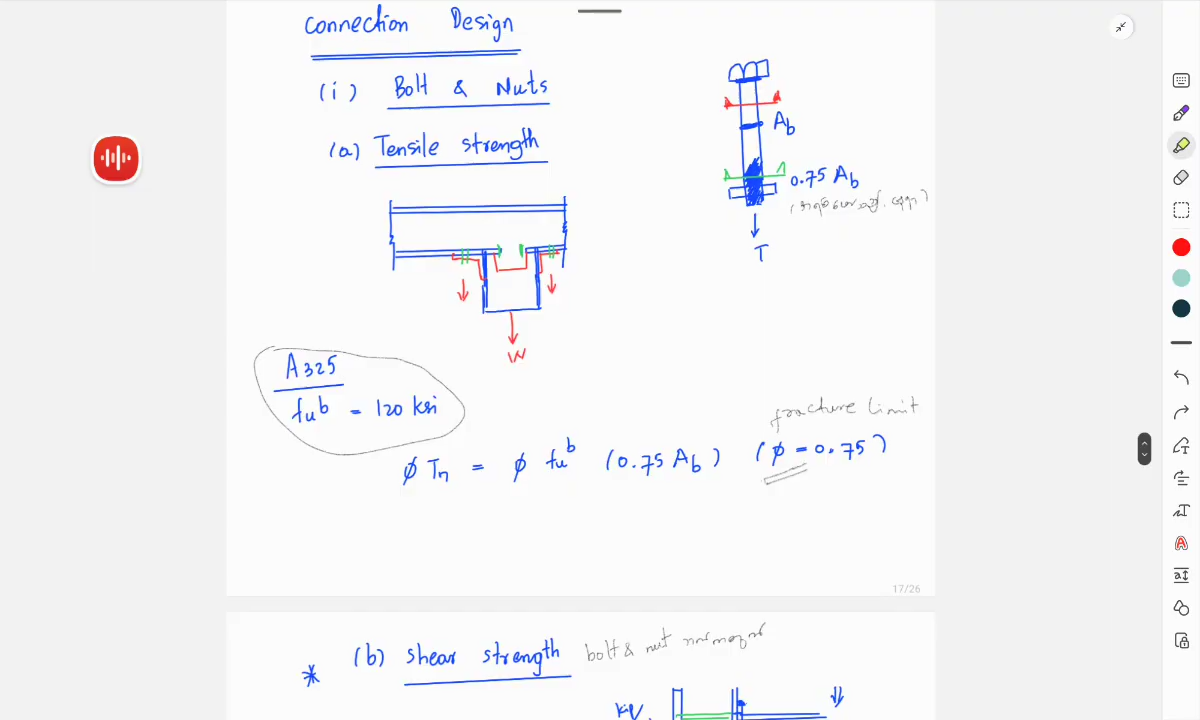 Connection Design
(i) Bolt & Nuts
(a) Tensile strength
Ab
0.75 Ab
T
W
A325
fub = 120 ksi
fracture limit
ϕ Tn = ϕ fub (0.75 Ab) (ϕ = 0.75)
17/26
* (b) shear strength bolt & nut